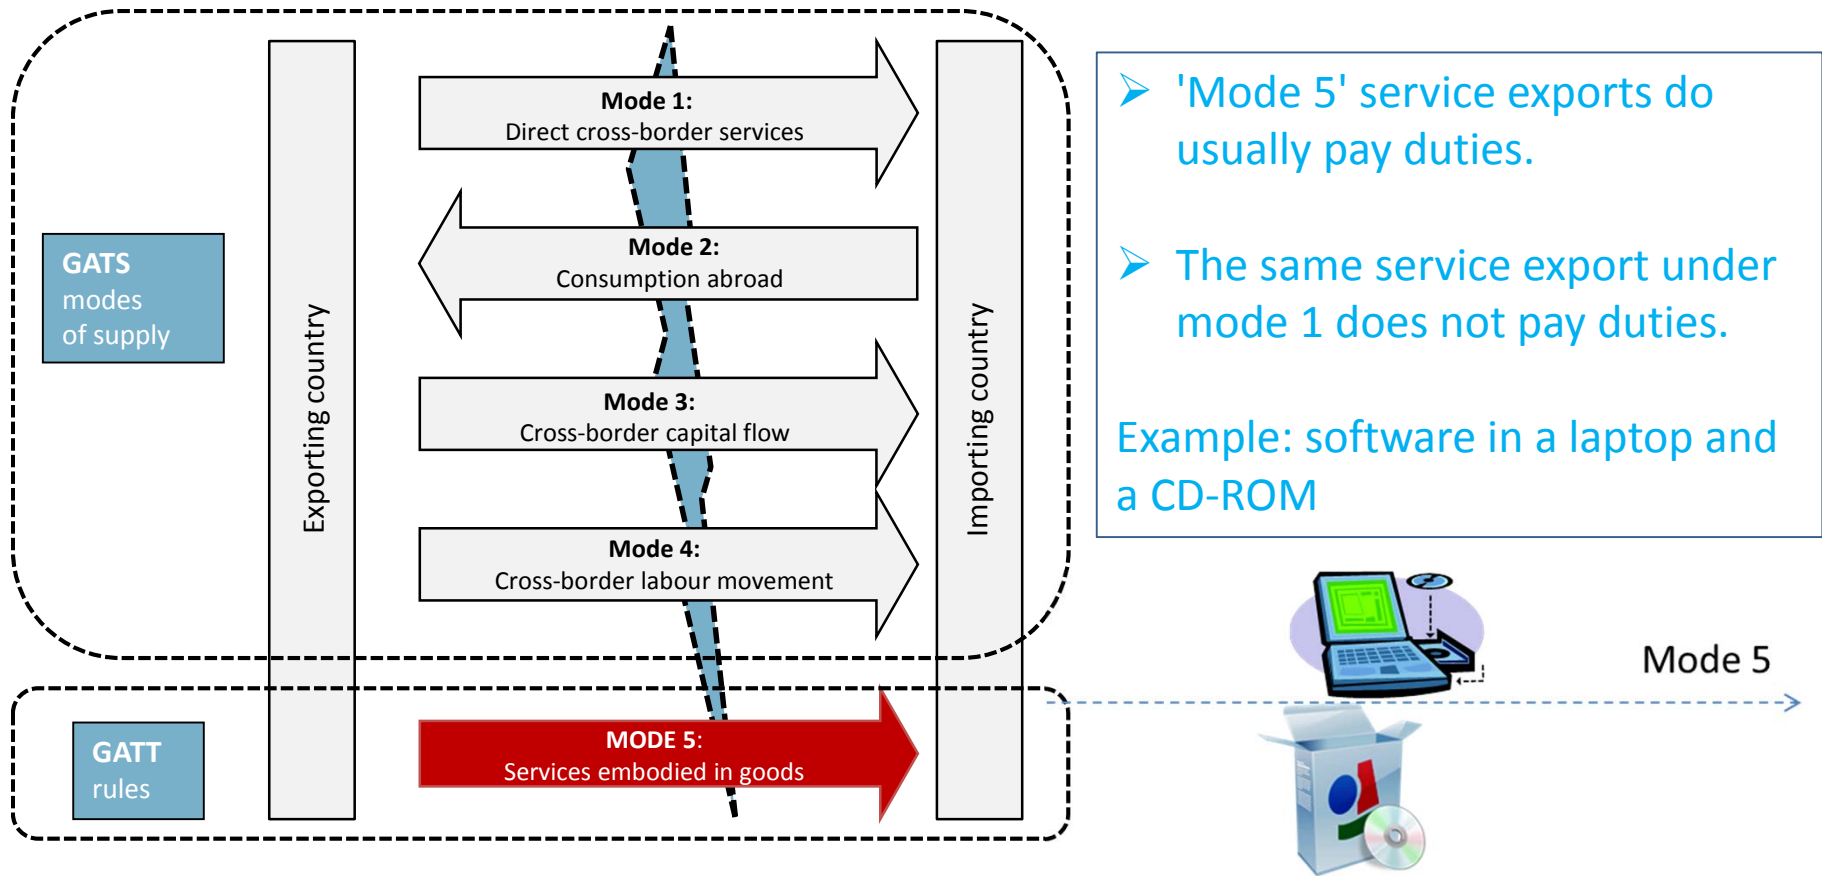 GATS
modes
of supply
Exporting country
Mode 1:
Direct cross-border services
Mode 2:
Consumption abroad
Mode 3:
Cross-border capital flow
Mode 4:
Cross-border labour movement
Importing country
GATT
rules
MODE 5:
Services embodied in goods
➢ 'Mode 5' service exports do
usually pay duties.
➢ The same service export under
mode 1 does not pay duties.
Example: software in a laptop and
a CD-ROM
Mode 5